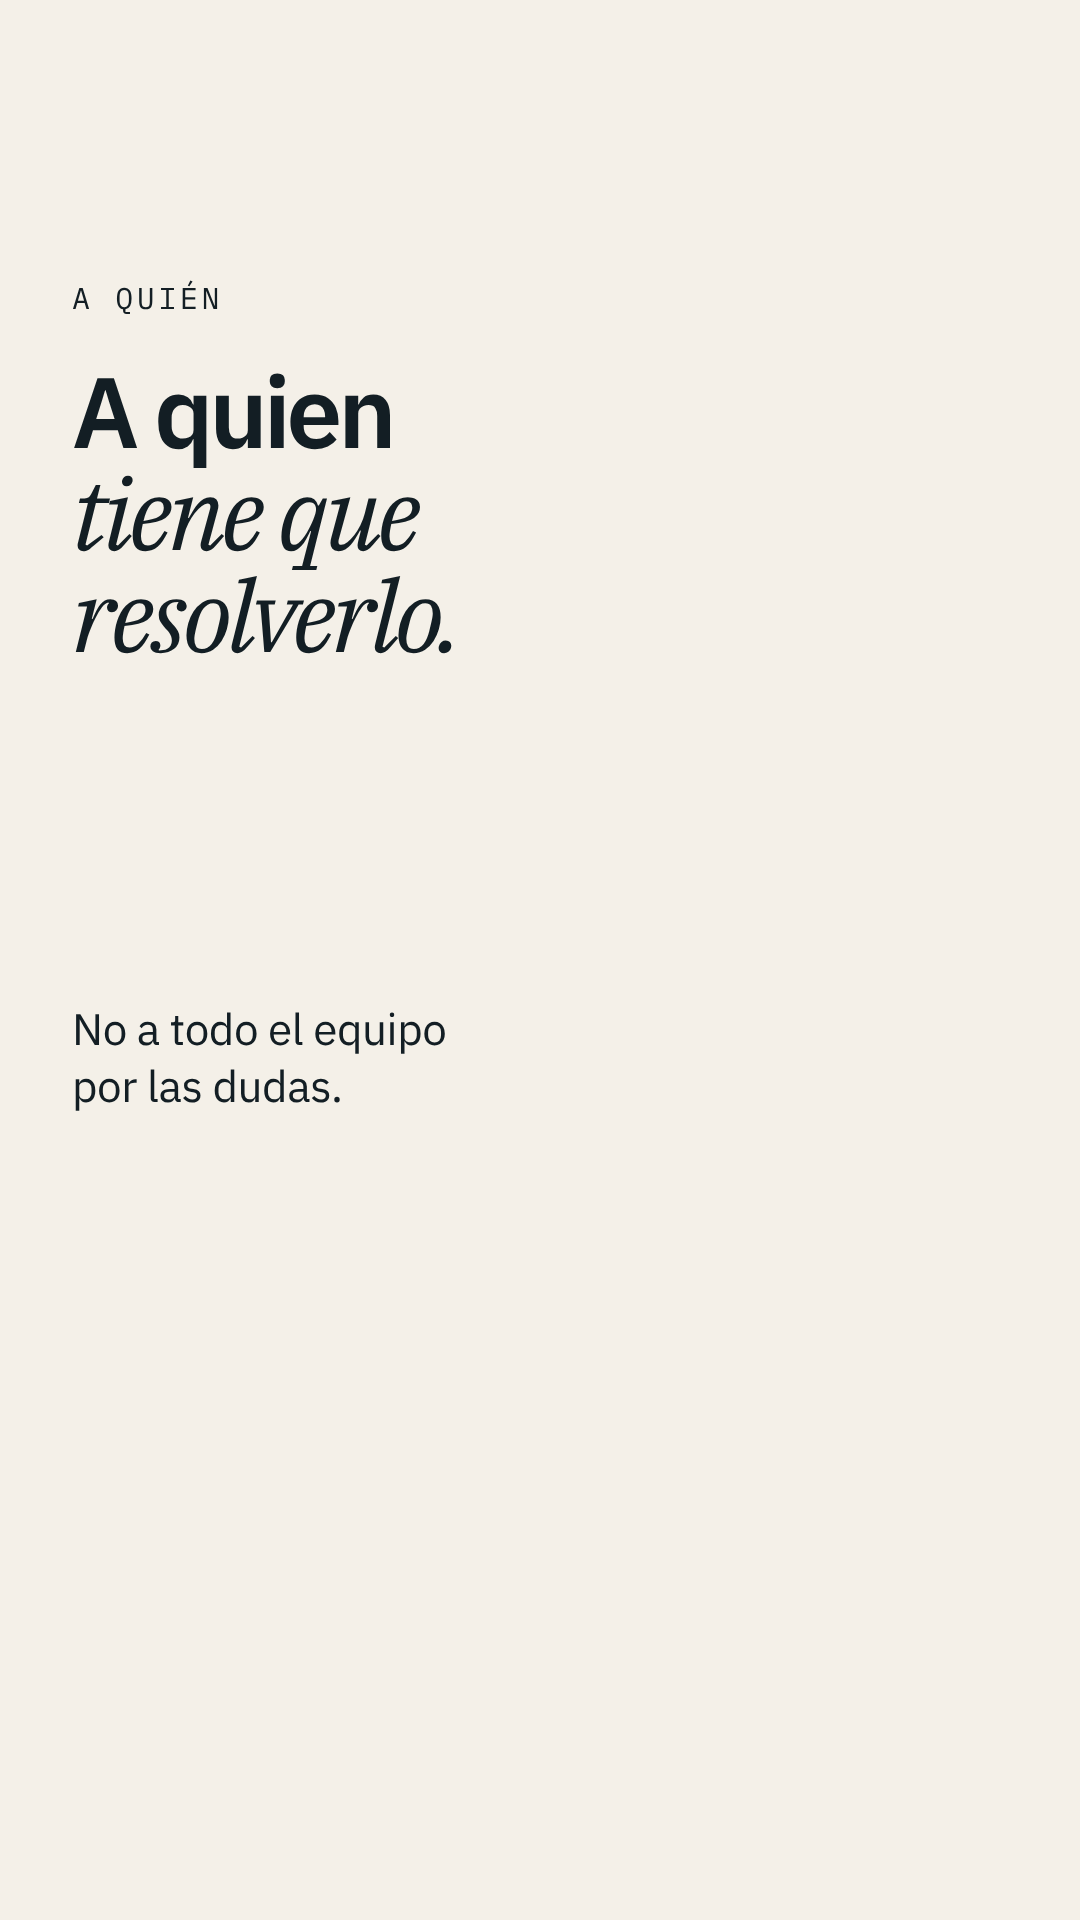 A QUIÉN
A quien
tiene que
resolverlo.
No a todo el equipo
por las dudas.